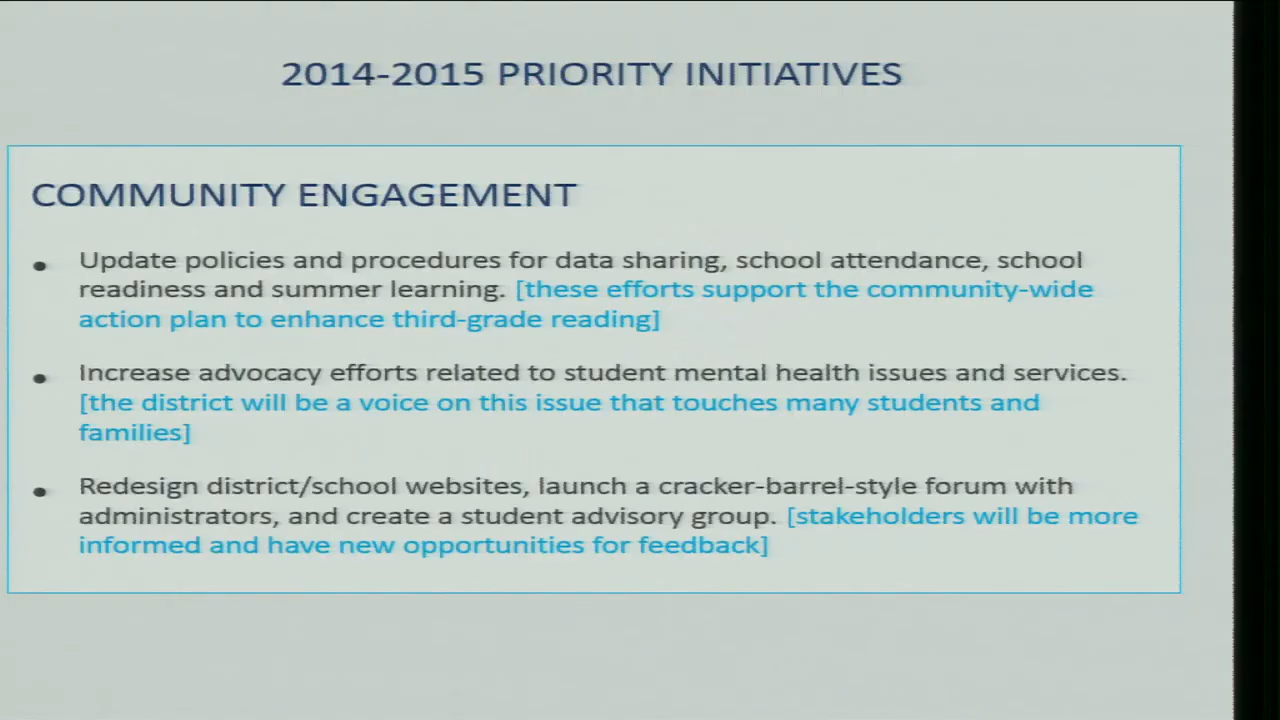 2014-2015 PRIORITY INITIATIVES
COMMUNITY ENGAGEMENT
• Update policies and procedures for data sharing, school attendance, school
readiness and summer learning. [these efforts support the community-wide
action plan to enhance third-grade reading]
• Increase advocacy efforts related to student mental health issues and services.
[the district will be a voice on this issue that touches many students and
families]
• Redesign district/school websites, launch a cracker-barrel-style forum with
administrators, and create a student advisory group. [stakeholders will be more
informed and have new opportunities for feedback]